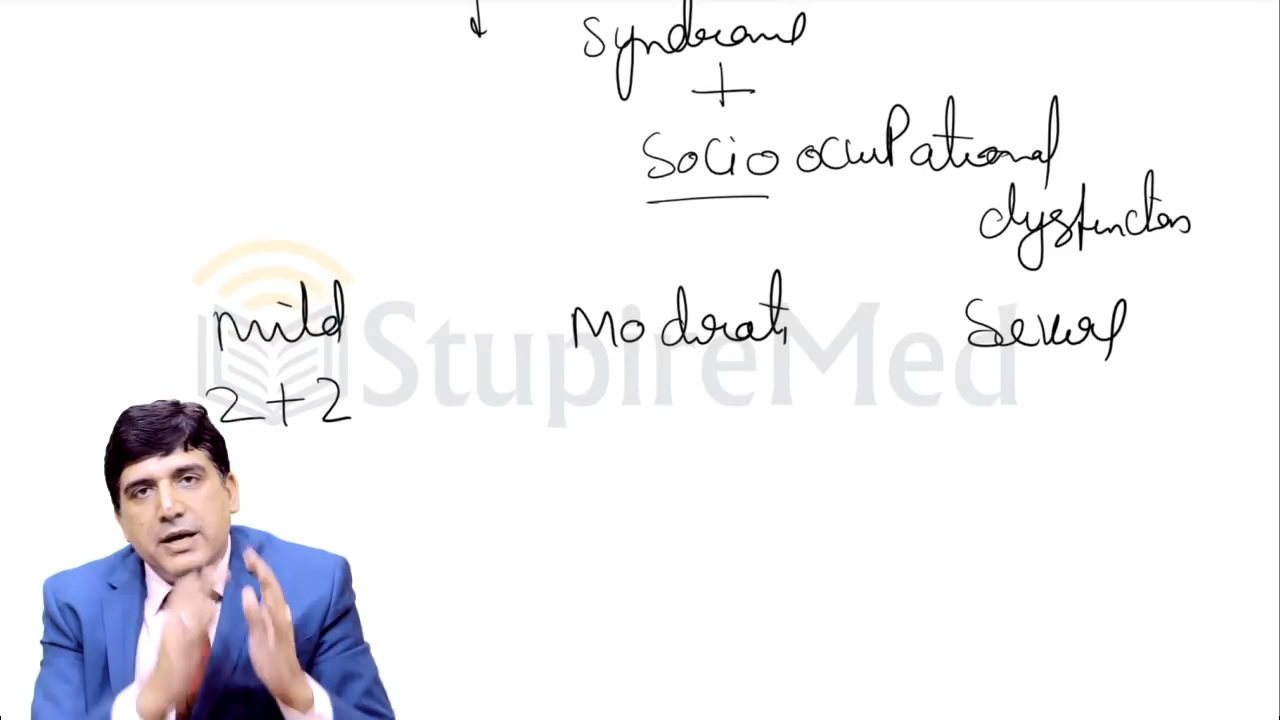 Syndrome
+
Socio occupational
dysfunction
mild Moderate Severe
StupireMed
2+2